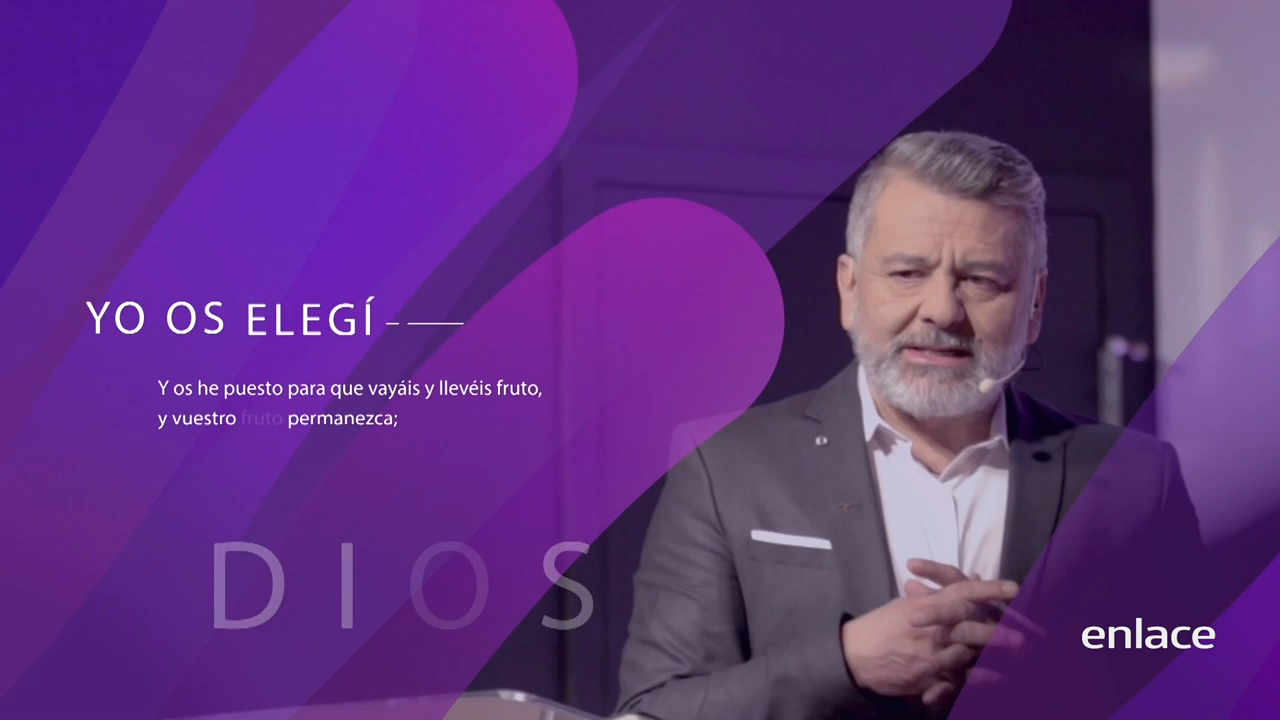 YO OS ELEGÍ
Y os he puesto para que vayáis y llevéis fruto,
y vuestro fruto permanezca;
DIOS
enlace